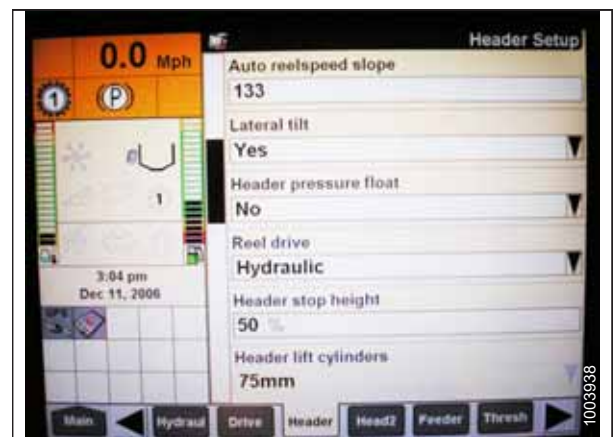 Header Setup
0.0 Mph
1
(P)
1
3:04 pm
Dec 11, 2006
GPS
Auto reelspeed slope
133
Lateral tilt
Yes
Header pressure float
No
Reel drive
Hydraulic
Header stop height
50 %
Header lift cylinders
75mm
Main
Hydraul
Drive
Header
Head2
Feeder
Thresh
1003938